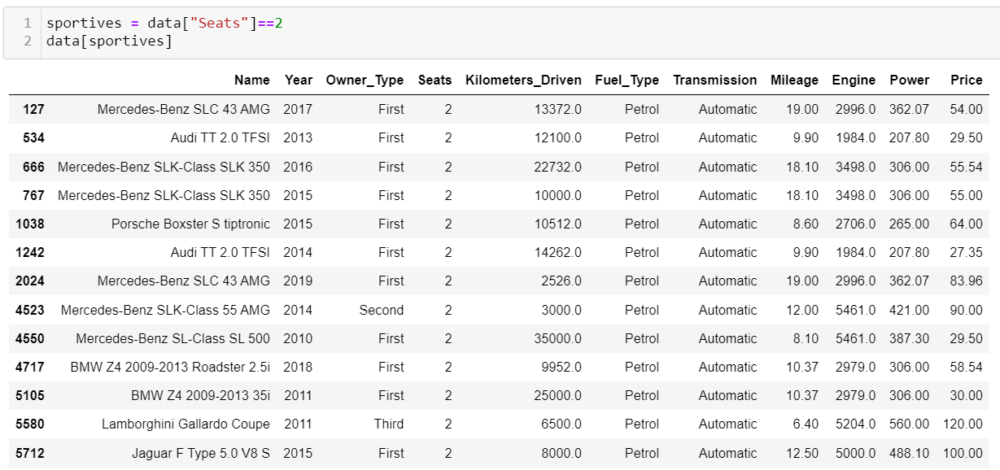 1 sportives = data["Seats"]==2
2 data[sportives]
Name Year Owner_Type Seats Kilometers_Driven Fuel_Type Transmission Mileage Engine Power Price
127 Mercedes-Benz SLC 43 AMG 2017 First 2 13372.0 Petrol Automatic 19.00 2996.0 362.07 54.00
534 Audi TT 2.0 TFSI 2013 First 2 12100.0 Petrol Automatic 9.90 1984.0 207.80 29.50
666 Mercedes-Benz SLK-Class SLK 350 2016 First 2 22732.0 Petrol Automatic 18.10 3498.0 306.00 55.54
767 Mercedes-Benz SLK-Class SLK 350 2015 First 2 10000.0 Petrol Automatic 18.10 3498.0 306.00 55.00
1038 Porsche Boxster S tiptronic 2015 First 2 10512.0 Petrol Automatic 8.60 2706.0 265.00 64.00
1242 Audi TT 2.0 TFSI 2014 First 2 14262.0 Petrol Automatic 9.90 1984.0 207.80 27.35
2024 Mercedes-Benz SLC 43 AMG 2019 First 2 2526.0 Petrol Automatic 19.00 2996.0 362.07 83.96
4523 Mercedes-Benz SLK-Class 55 AMG 2014 Second 2 3000.0 Petrol Automatic 12.00 5461.0 421.00 90.00
4550 Mercedes-Benz SL-Class SL 500 2010 First 2 35000.0 Petrol Automatic 8.10 5461.0 387.30 29.50
4717 BMW Z4 2009-2013 Roadster 2.5i 2018 First 2 9952.0 Petrol Automatic 10.37 2979.0 306.00 58.54
5105 BMW Z4 2009-2013 35i 2011 First 2 25000.0 Petrol Automatic 10.37 2979.0 306.00 30.00
5580 Lamborghini Gallardo Coupe 2011 Third 2 6500.0 Petrol Automatic 6.40 5204.0 560.00 120.00
5712 Jaguar F Type 5.0 V8 S 2015 First 2 8000.0 Petrol Automatic 12.50 5000.0 488.10 100.00